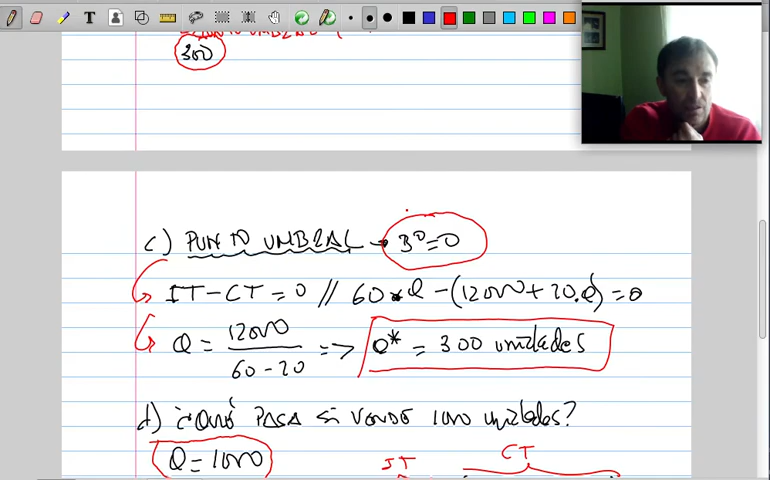 300
c) PUNTO UMBRAL → Bº=0
IT-CT=0 // 60*Q-(12000+20.Q)=0
Q = 12000 / 60-20 => Q* = 300 unidades
d) ¿QUÉ PASA SI VENDE 1000 unidades?
Q=1000 IT CT